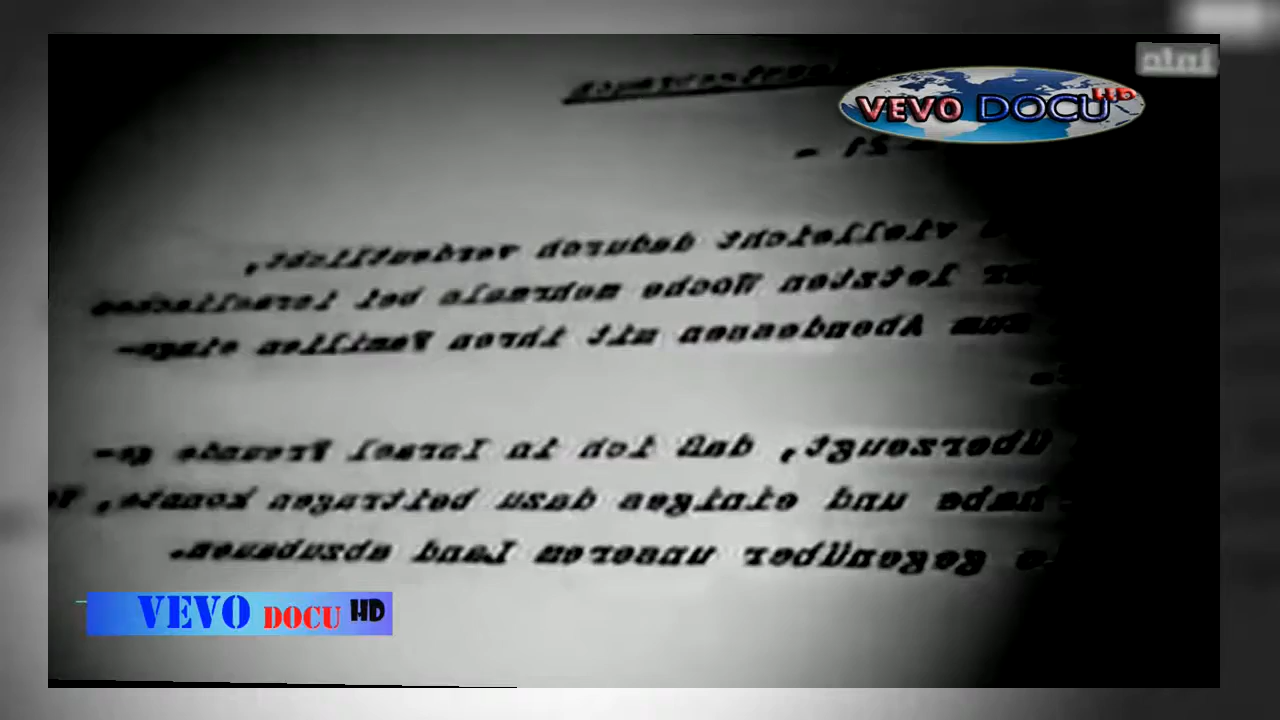 VEVO DOCU HD
- 21 -
vielleicht dadurch verdeutlicht,
letzten Woche mehrmals bei israelischen
zum Abendessen mit ihren Familien einge-
Überzeugt, daß ich in Israel Freunde ge-
habe und einiges dazu beitragen konnte,
gegenüber unserem Land abzubauen.
VEVO DOCU HD